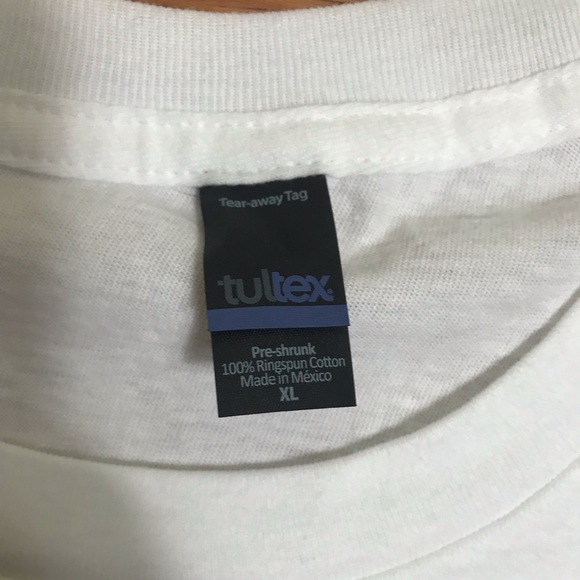 Tear-away Tag
tultex®
Pre-shrunk
100% Ringspun Cotton
Made in México
XL